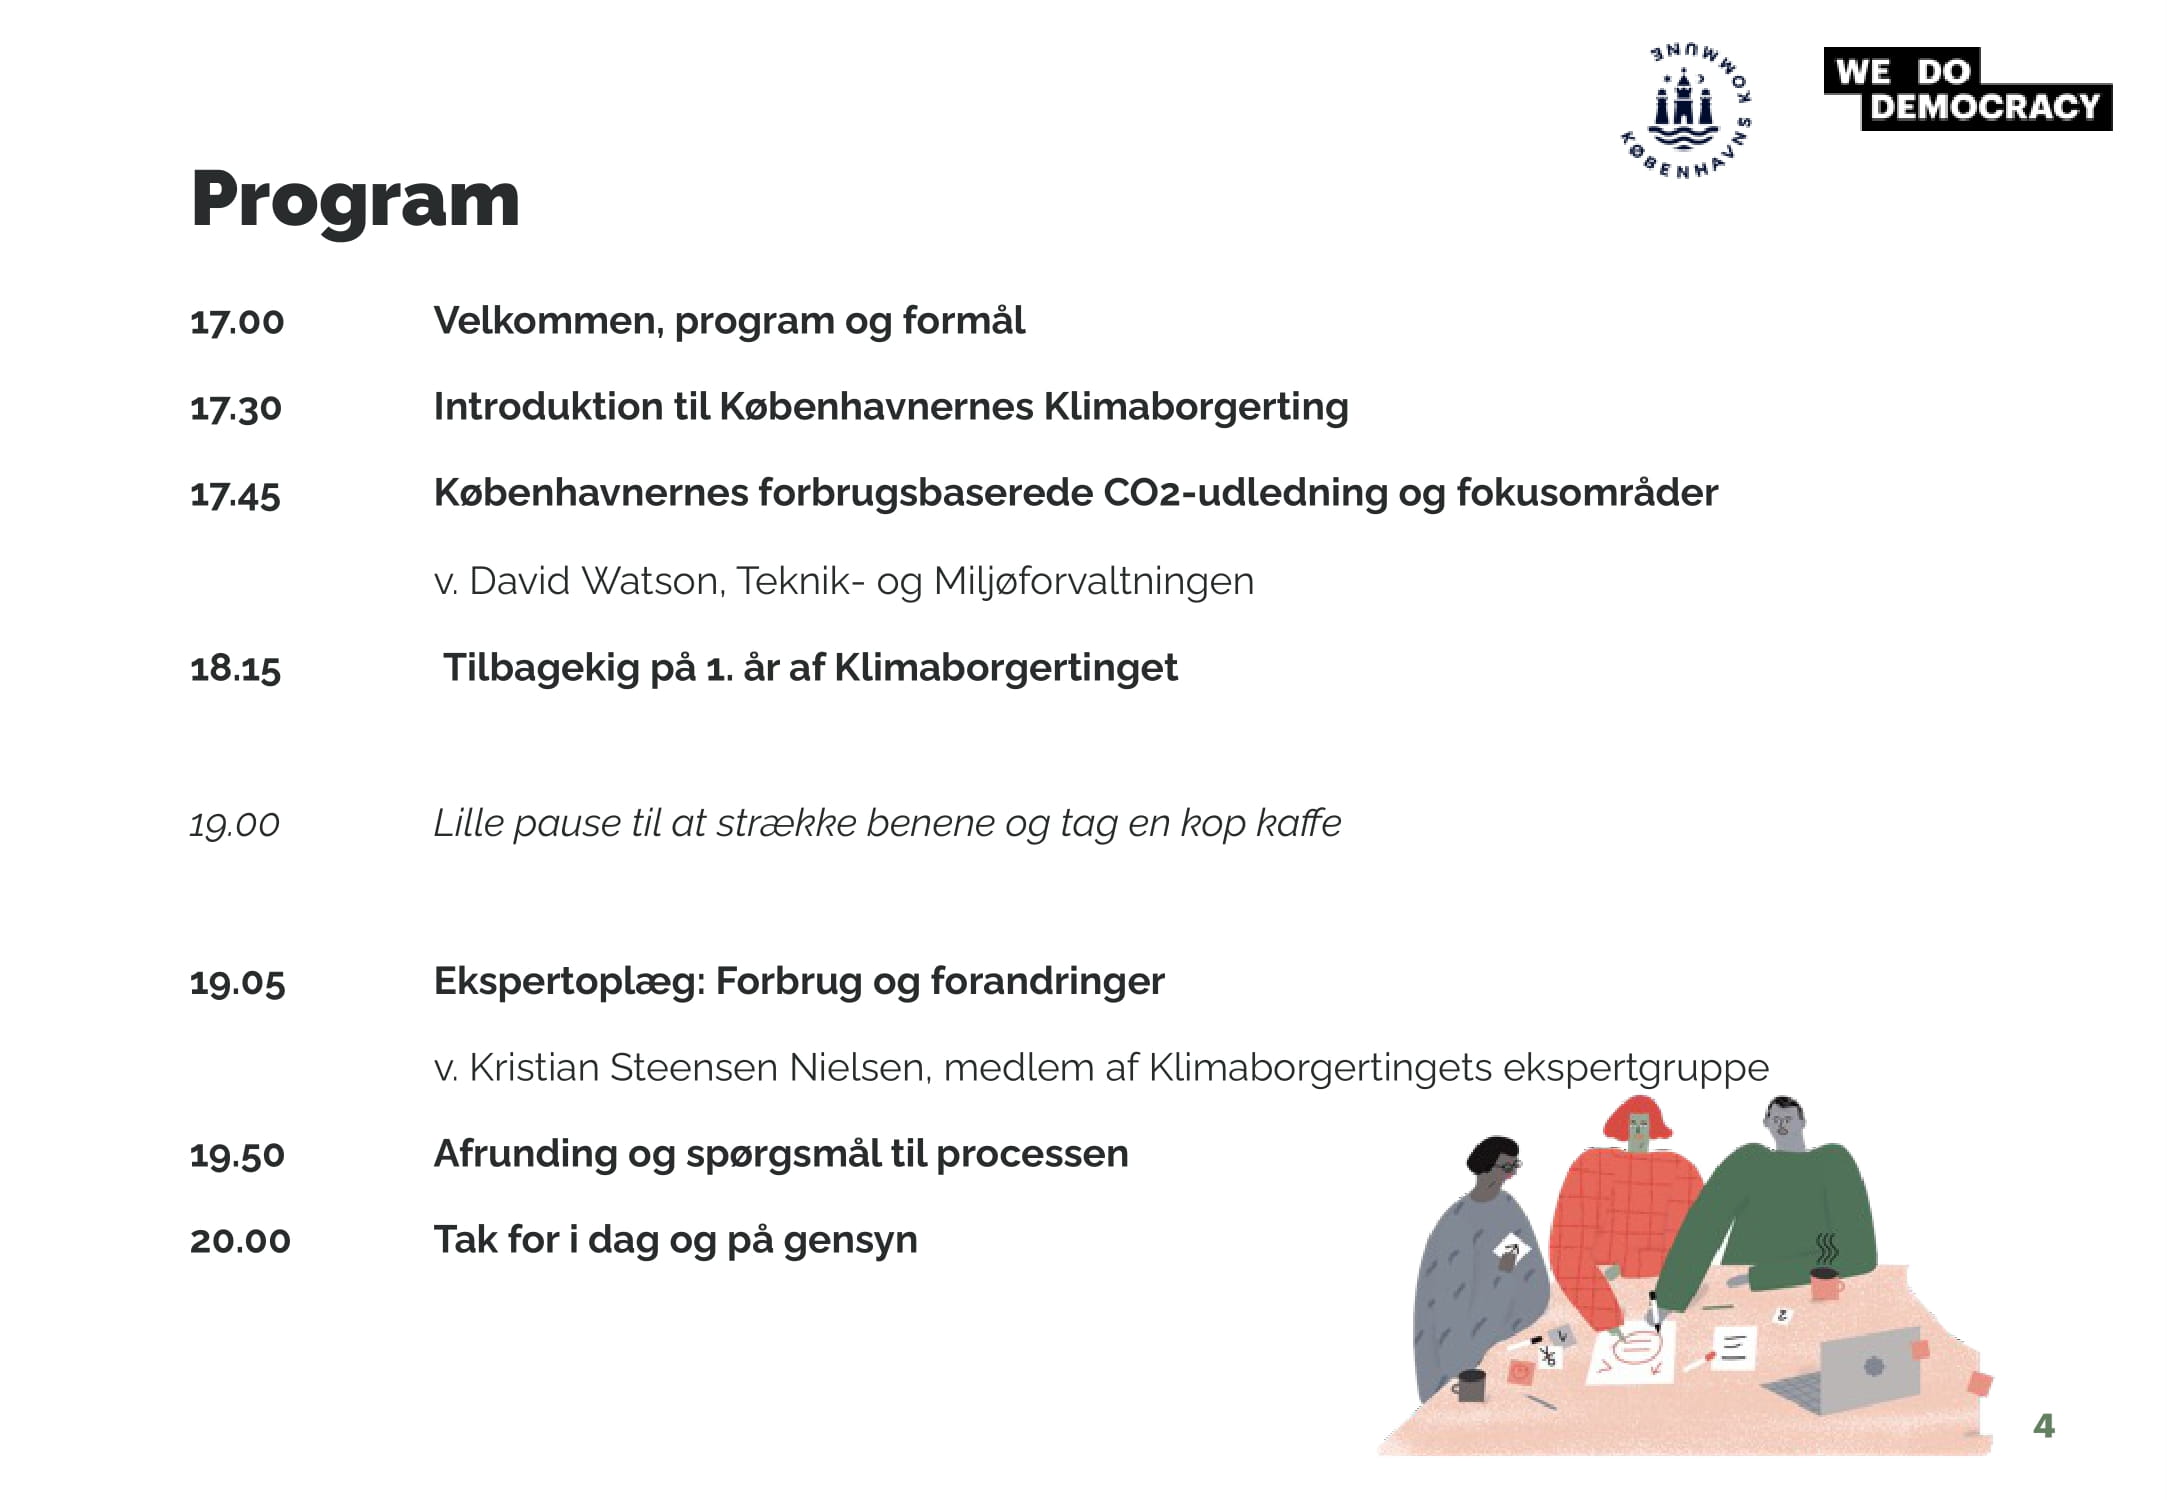 KØBENHAVNS KOMMUNE
WE DO
DEMOCRACY
Program
17.00 Velkommen, program og formål
17.30 Introduktion til Københavnernes Klimaborgerting
17.45 Københavnernes forbrugsbaserede CO2-udledning og fokusområder
v. David Watson, Teknik- og Miljøforvaltningen
18.15 Tilbagekig på 1. år af Klimaborgertinget
19.00 Lille pause til at strække benene og tag en kop kaffe
19.05 Ekspertoplæg: Forbrug og forandringer
v. Kristian Steensen Nielsen, medlem af Klimaborgertingets ekspertgruppe
19.50 Afrunding og spørgsmål til processen
20.00 Tak for i dag og på gensyn
4